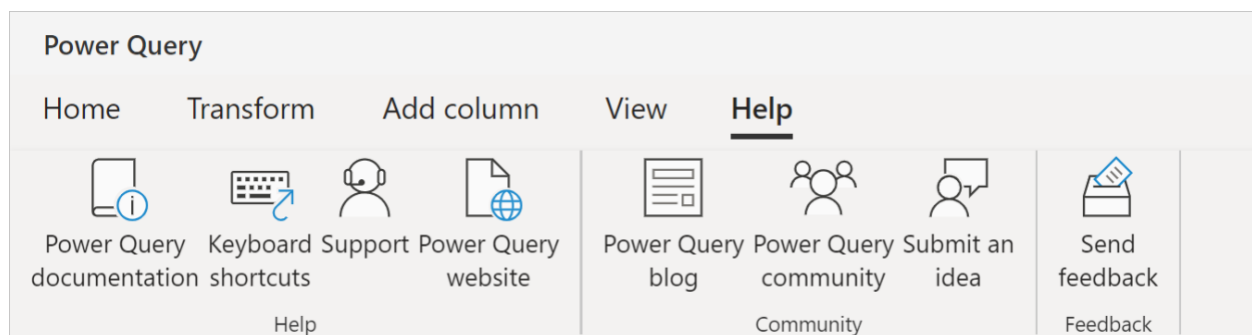 Power Query
Home Transform Add column View Help
Power Query documentation
Keyboard shortcuts
Support
Power Query website
Help
Power Query blog
Power Query community
Submit an idea
Community
Send feedback
Feedback